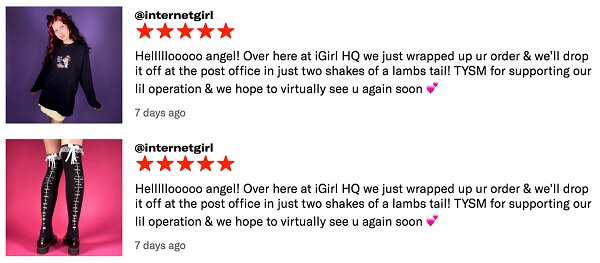 @internetgirl
HellIIIooooo angel! Over here at iGirl HQ we just wrapped up ur order & we'll drop
it off at the post office in just two shakes of a lambs tail! TYSM for supporting our
lil operation & we hope to virtually see u again soon 💕
7 days ago
@internetgirl
HellIIIooooo angel! Over here at iGirl HQ we just wrapped up ur order & we'll drop
it off at the post office in just two shakes of a lambs tail! TYSM for supporting our
lil operation & we hope to virtually see u again soon 💕
7 days ago